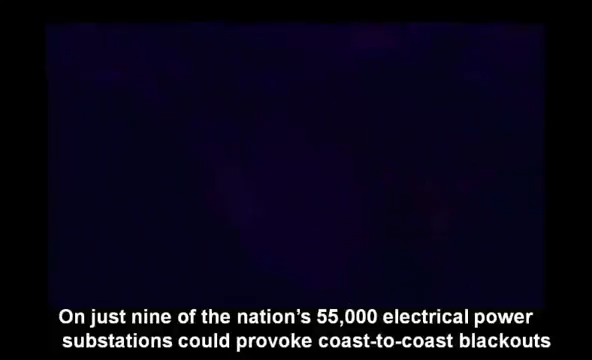 On just nine of the nation’s 55,000 electrical power
substations could provoke coast-to-coast blackouts